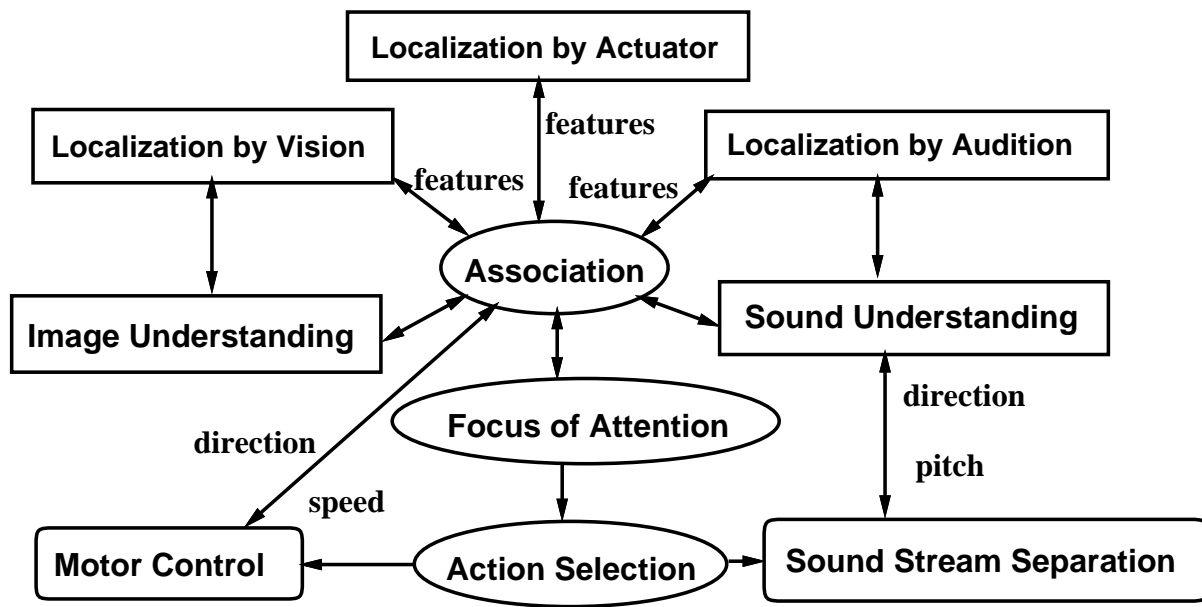 Localization by Actuator
features
Localization by Vision
Localization by Audition
features
features
Association
Image Understanding
Sound Understanding
direction
Focus of Attention
direction
pitch
speed
Motor Control
Action Selection
Sound Stream Separation